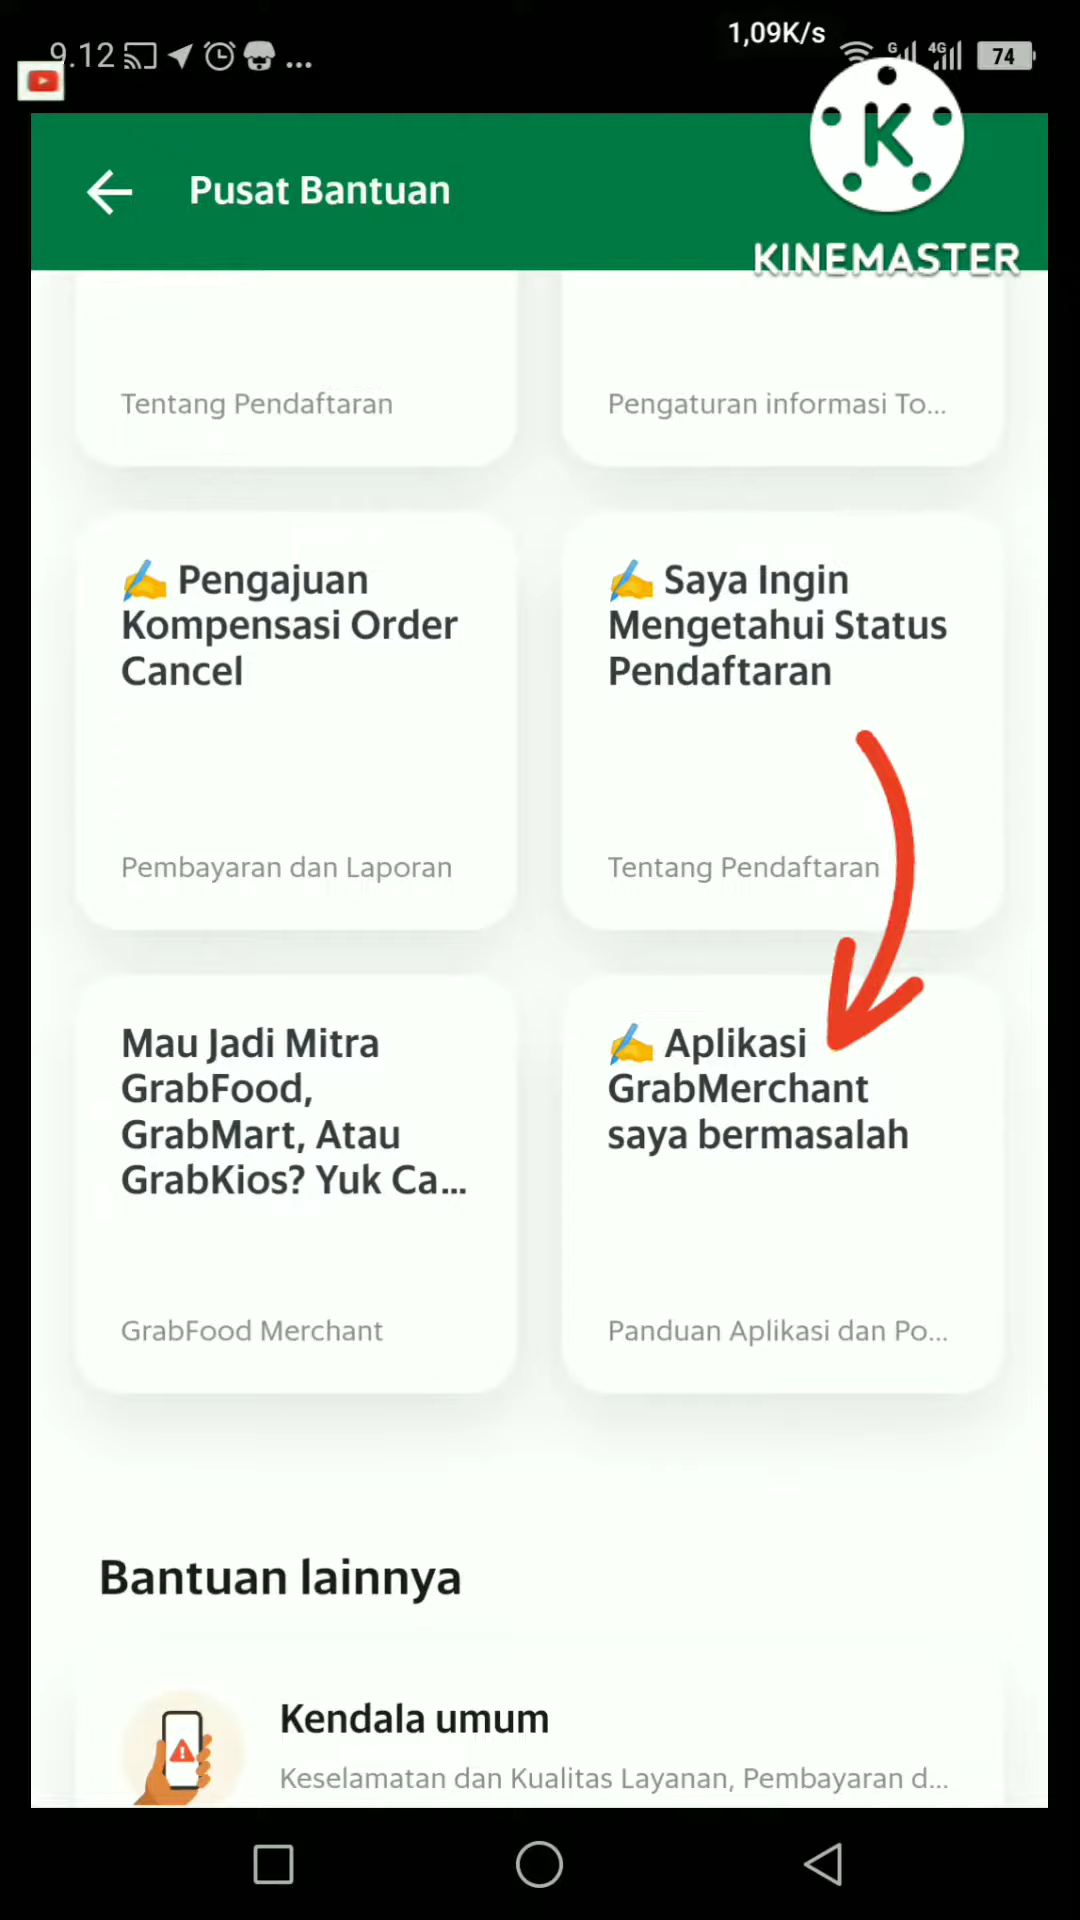 1,09K/s
9.12
G 4G 74
Pusat Bantuan
K
KINEMASTER
Tentang Pendaftaran
Pengaturan informasi To...
✍️ Pengajuan
Kompensasi Order
Cancel
Pembayaran dan Laporan
✍️ Saya Ingin
Mengetahui Status
Pendaftaran
Tentang Pendaftaran
Mau Jadi Mitra
GrabFood,
GrabMart, Atau
GrabKios? Yuk Ca...
GrabFood Merchant
✍️ Aplikasi
GrabMerchant
saya bermasalah
Panduan Aplikasi dan Po...
Bantuan lainnya
Kendala umum
Keselamatan dan Kualitas Layanan, Pembayaran d...